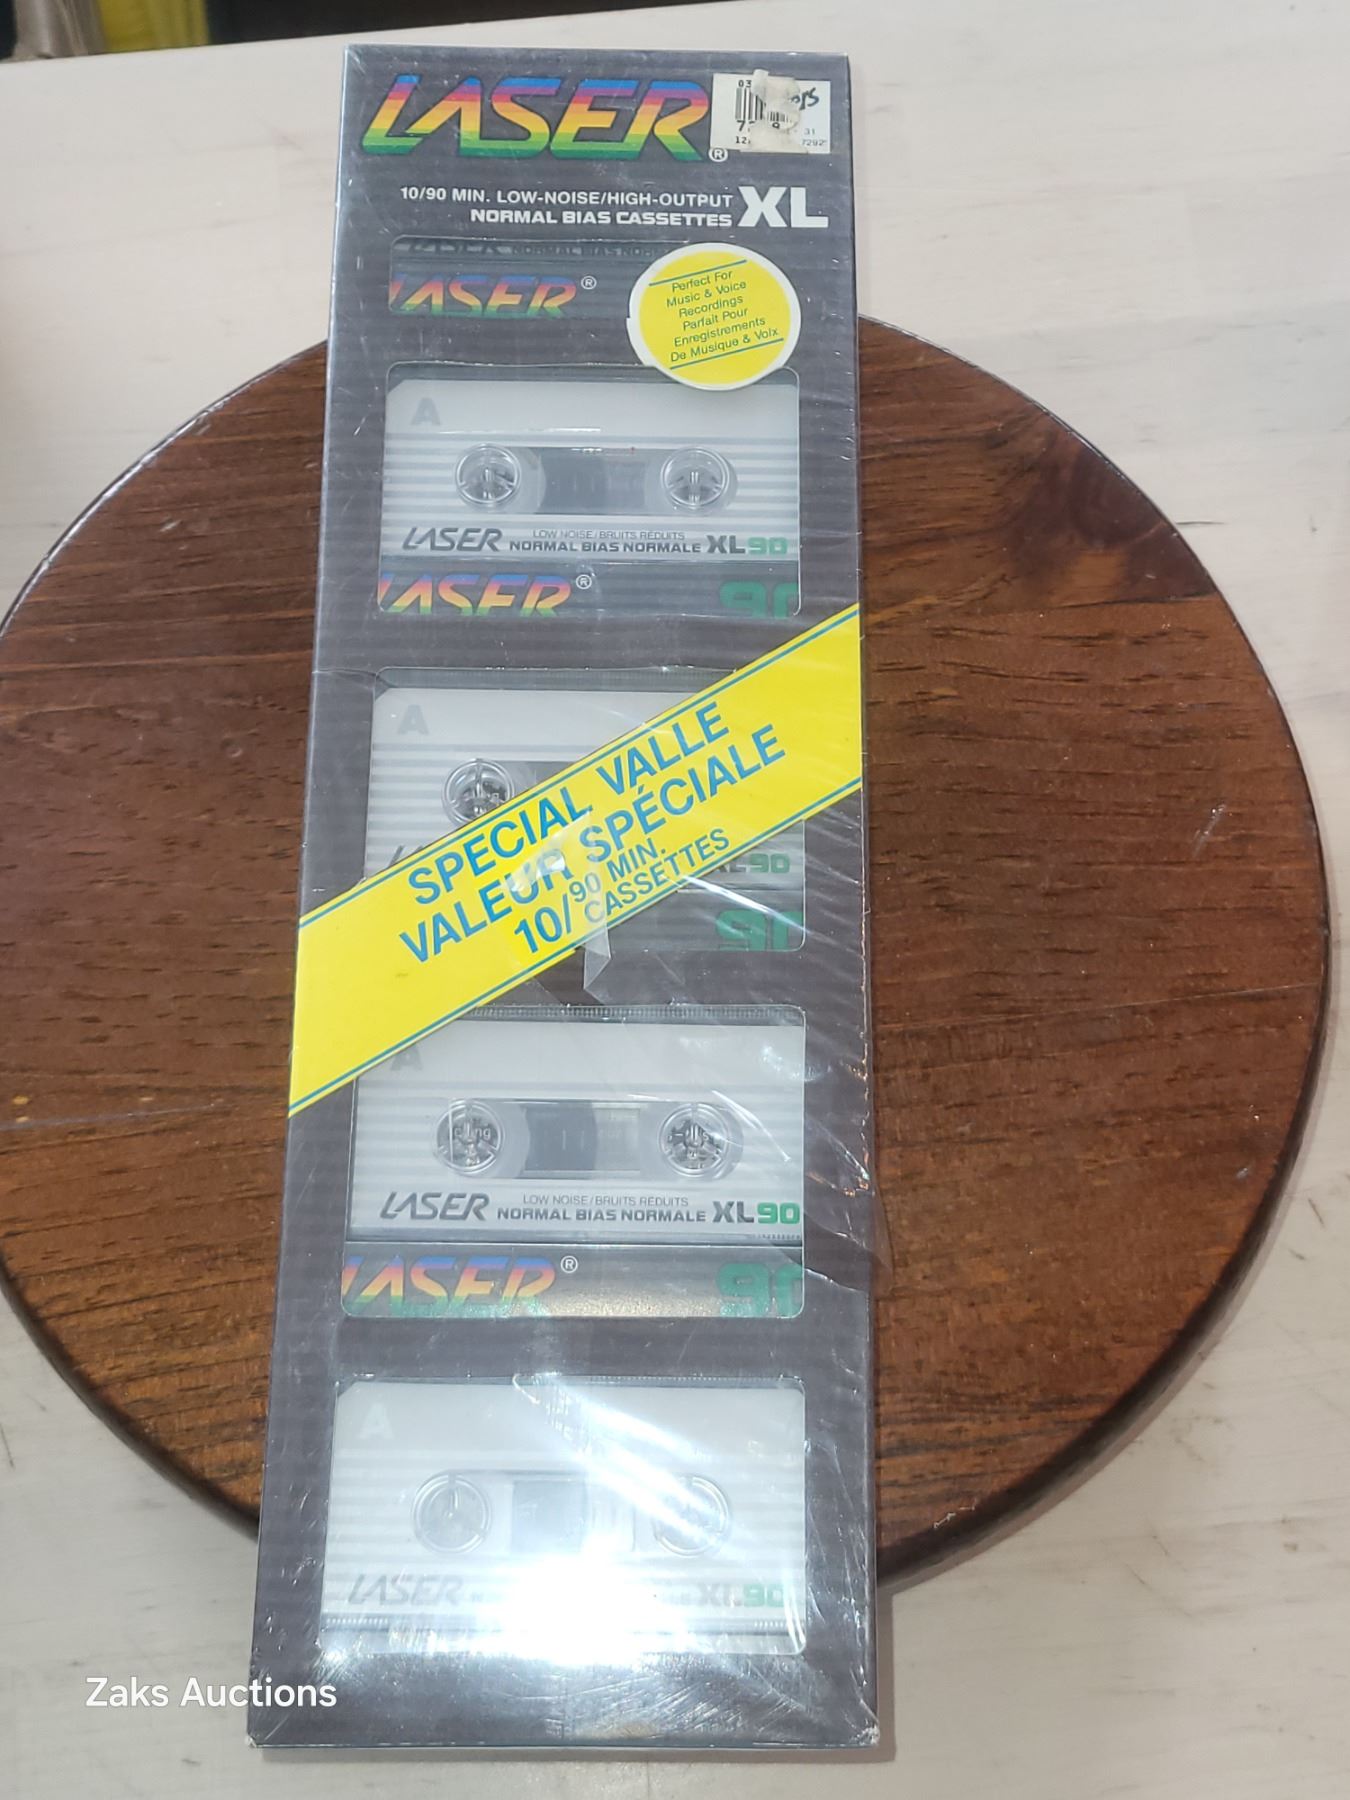 LASER®
10/90 MIN. LOW-NOISE/HIGH-OUTPUT XL
NORMAL BIAS CASSETTES
LASER NORMAL BIAS
LASER®
Perfect For
Music & Voice
Recordings
Parfait Pour
Enregistrements
De Musique & Voix
A
LASER LOW NOISE/BRUITS RÉDUITS
NORMAL BIAS NORMALE XL90
LASER® 90
A
SPECIAL VALLE
VALEUR SPÉCIALE
10/90 MIN.
CASSETTES
XL90
90
A
LASER LOW NOISE/BRUITS RÉDUITS
NORMAL BIAS NORMALE XL90
LASER® 90
A
LASER XL90
Zaks Auctions